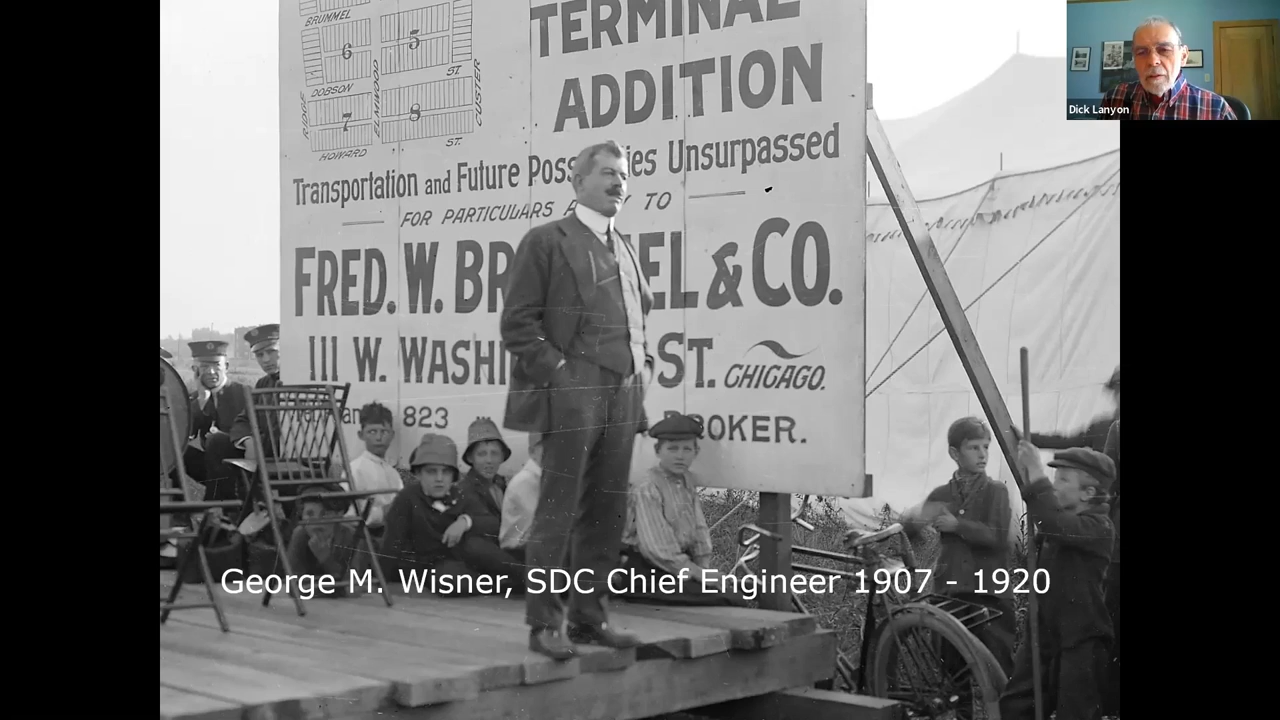 BRUMMEL
6
5
ST.
DOBSON
RIDGE
ELMWOOD
CUSTER
7
8
HOWARD
ST.
TERMINAL
ADDITION
Transportation and Future Poss ies Unsurpassed
FOR PARTICULARS A Y TO
FRED. W. BR EL & CO.
111 W. WASHI ST. CHICAGO.
823
OKER.
George M. Wisner, SDC Chief Engineer 1907 - 1920
Dick Lanyon